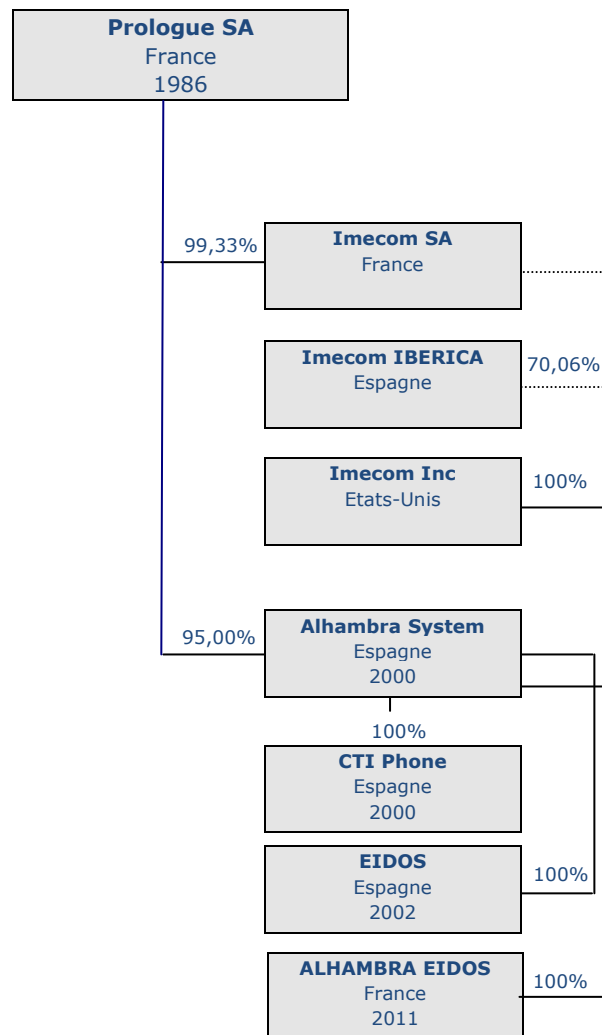 Prologue SA
France
1986
99,33%
Imecom SA
France
Imecom IBERICA
Espagne
70,06%
Imecom Inc
Etats-Unis
100%
95,00%
Alhambra System
Espagne
2000
100%
CTI Phone
Espagne
2000
EIDOS
Espagne
2002
100%
ALHAMBRA EIDOS
France
2011
100%